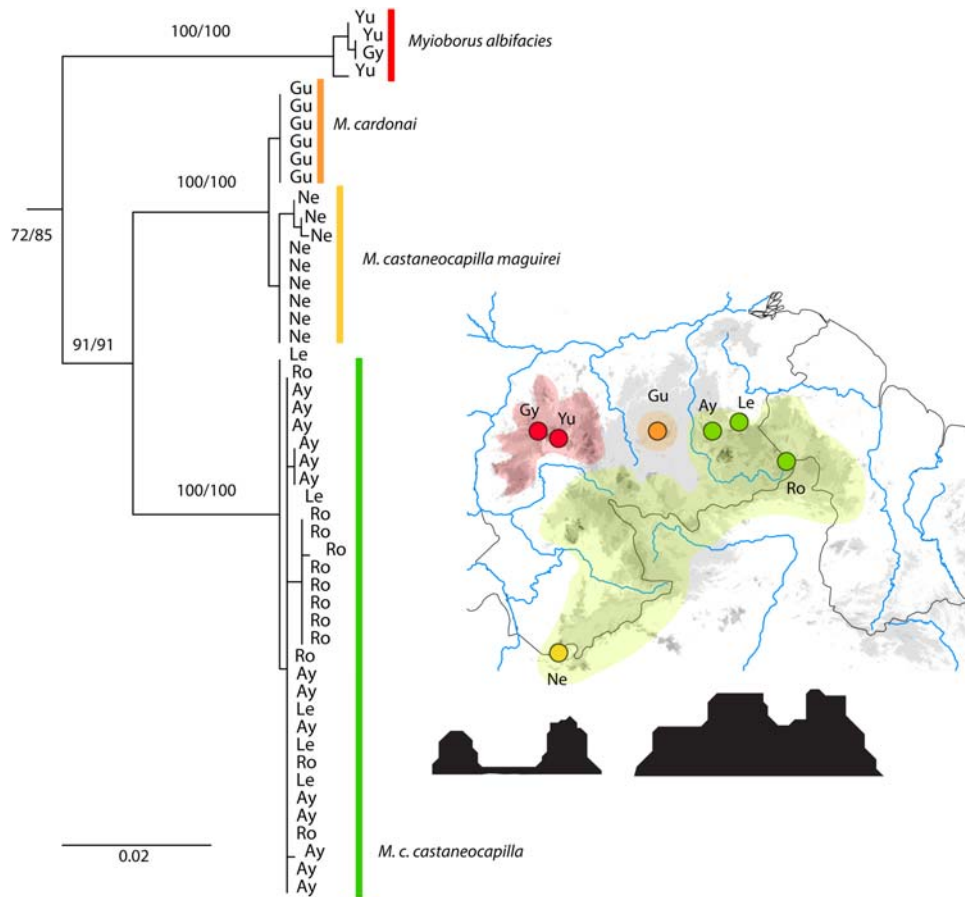 100/100
Yu
Yu
Gy
Yu
Myioborus albifacies
Gu
Gu
Gu
Gu
Gu
Gu
M. cardonai
100/100
Ne
Ne
Ne
Ne
Ne
Ne
Ne
Ne
Ne
M. castaneocapilla maguirei
72/85
91/91
Le
Ro
Ay
Ay
Ay
Ay
Ay
Ay
Le
Ro
Ro
Ro
Ro
Ro
Ro
Ro
Ro
Ay
Ay
Le
Ay
Le
Ro
Le
Ay
Ay
Ro
Ay
Ay
Ay
100/100
M. c. castaneocapilla
0.02
Gy
Yu
Gu
Ay
Le
Ro
Ne